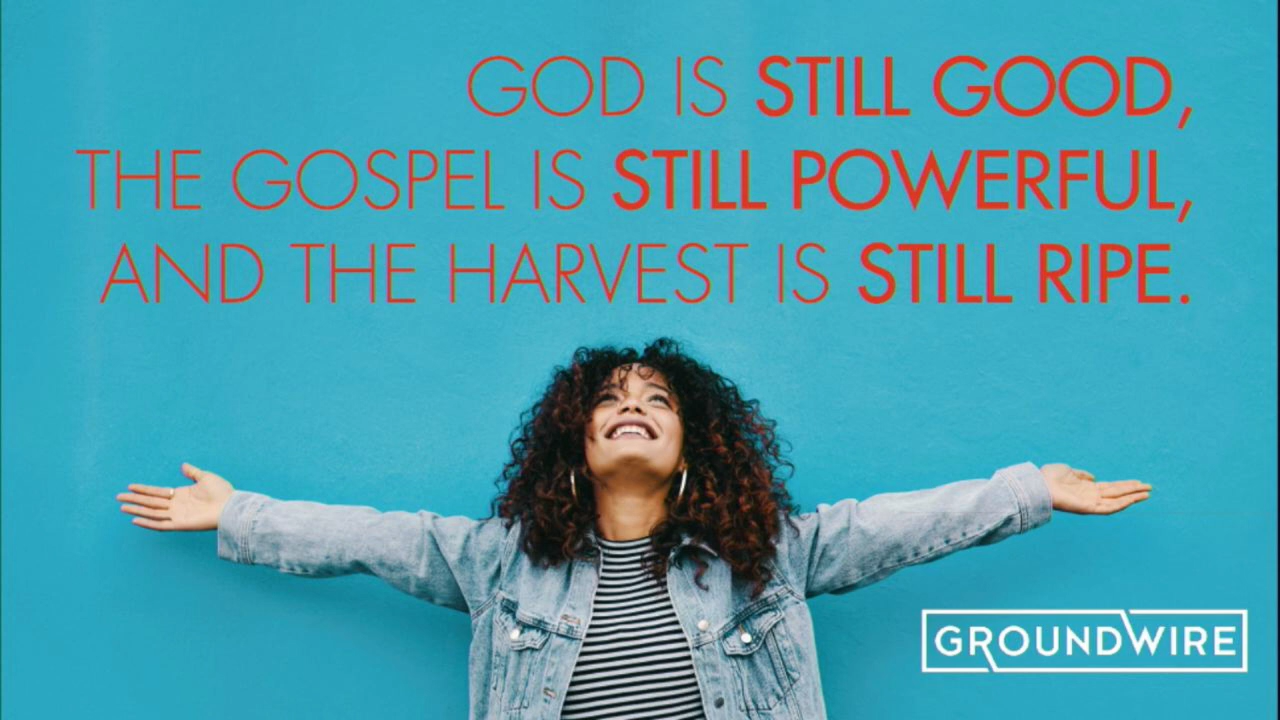 GOD IS STILL GOOD,
THE GOSPEL IS STILL POWERFUL,
AND THE HARVEST IS STILL RIPE.
GROUNDWIRE